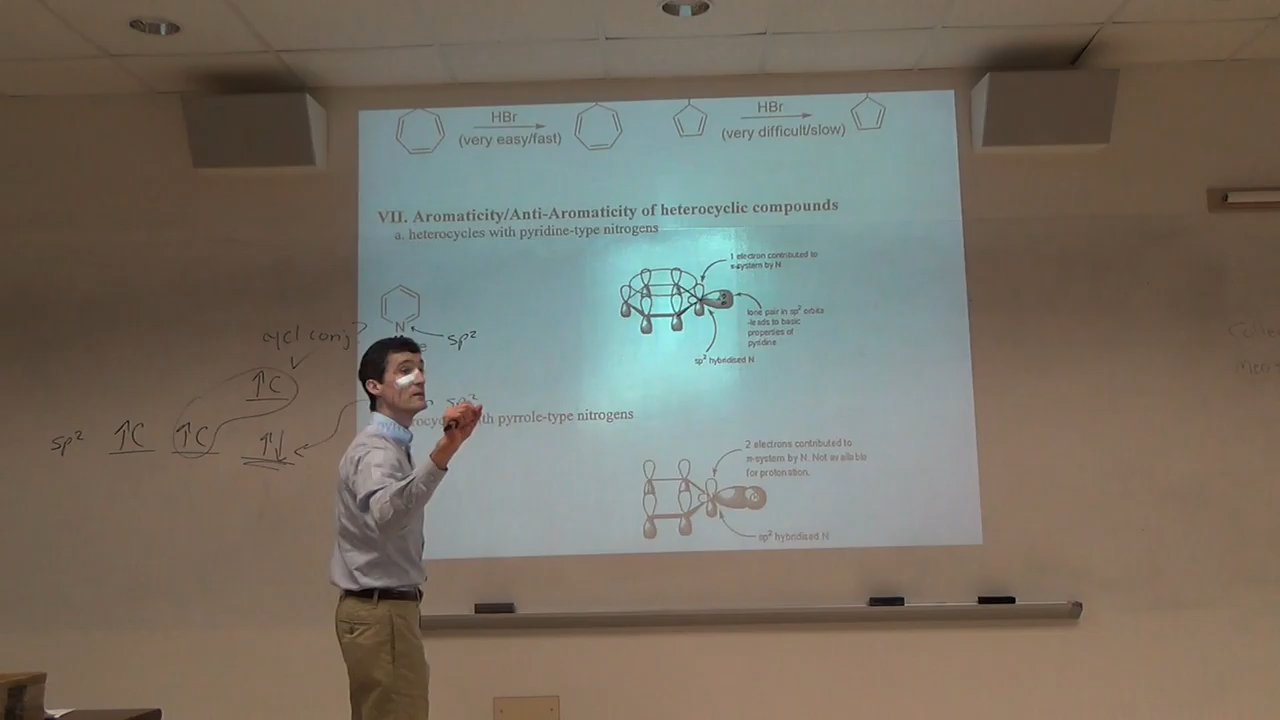 HBr
(very easy/fast)
HBr
(very difficult/slow)
VII. Aromaticity/Anti-Aromaticity of heterocyclic compounds
a. heterocycles with pyridine-type nitrogens
1 electron contributed to
π-system by N
lone pair in sp² orbits
-leads to basic
properties of
pyridine
sp² hybridised N
N
sp²
cycl conj?
↑C
sp² ↑C ↑C ↑↓
sp²
with pyrrole-type nitrogens
2 electrons contributed to
π-system by N. Not available
for protonation.
sp² hybridised N